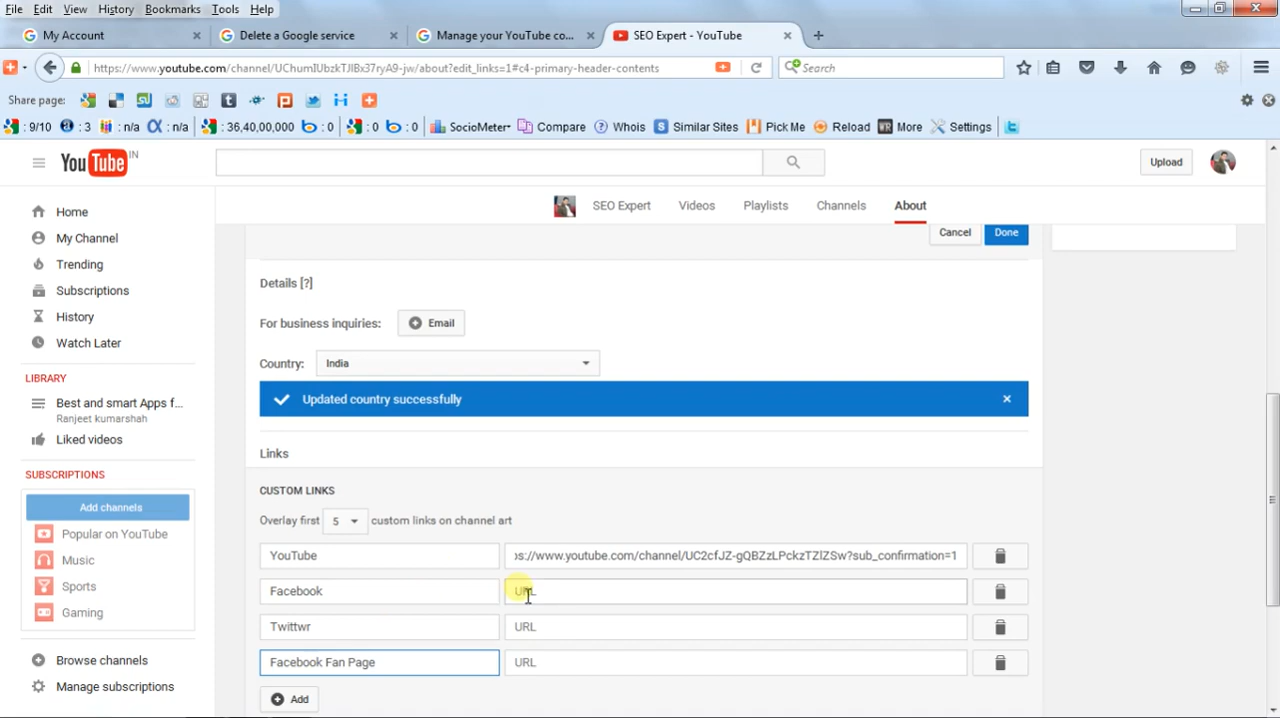 File Edit View History Bookmarks Tools Help
My Account
Delete a Google service
Manage your YouTube co...
SEO Expert - YouTube
https://www.youtube.com/channel/UChumIUbzkTJlBx37ryA9-jw/about?edit_links=1#c4-primary-header-contents
Search
Share page:
: 9/10 : 3 : n/a : n/a : 36,40,00,000 : 0 : 0 : 0 SocioMeter Compare Whois Similar Sites Pick Me Reload More Settings
YouTube IN
Upload
SEO Expert Videos Playlists Channels About
Home
My Channel
Trending
Subscriptions
History
Watch Later
LIBRARY
Best and smart Apps f...
Ranjeet kumarshah
Liked videos
SUBSCRIPTIONS
Add channels
Popular on YouTube
Music
Sports
Gaming
Browse channels
Manage subscriptions
Cancel Done
Details [?]
For business inquiries: Email
Country: India
Updated country successfully
Links
CUSTOM LINKS
Overlay first 5 custom links on channel art
YouTube ps://www.youtube.com/channel/UC2cfJZ-gQBZzLPckzTZlZSw?sub_confirmation=1
Facebook URL
Twittwr URL
Facebook Fan Page URL
Add